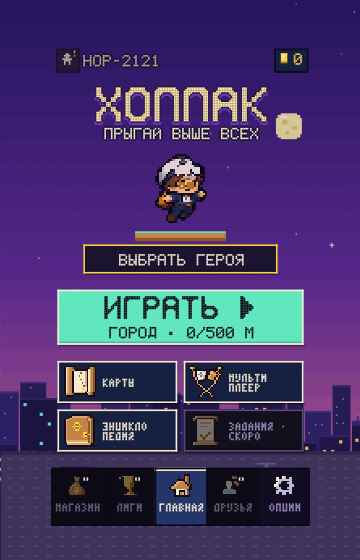 HOP-2121
0
ХОППАК
ПРЫГАЙ ВЫШЕ ВСЕХ
ВЫБРАТЬ ГЕРОЯ
ИГРАТЬ
ГОРОД · 0/500 М
КАРТЫ
МУЛЬТИ
ПЛЕЕР
ЭНЦИКЛО
ПЕДИЯ
ЗАДАНИЯ ·
СКОРО
МАГАЗИН
ЛИГИ
ГЛАВНАЯ
ДРУЗЬЯ
ОПЦИИ